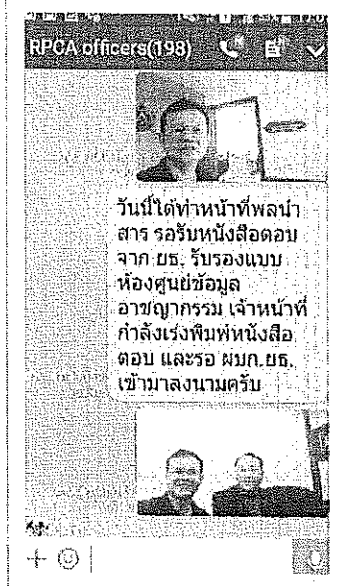 RPCA officers(198)
วันนี้ได้ทำหน้าที่พลนำ
สาร รอรับหนังสือตอบ
จาก ยธ. รับรองแบบ
ห้องศูนย์ข้อมูล
อาชญากรรม เจ้าหน้าที่
กำลังเร่งพิมพ์หนังสือ
ตอบ และรอ ผบก.ยธ.
เข้ามาลงนามครับ